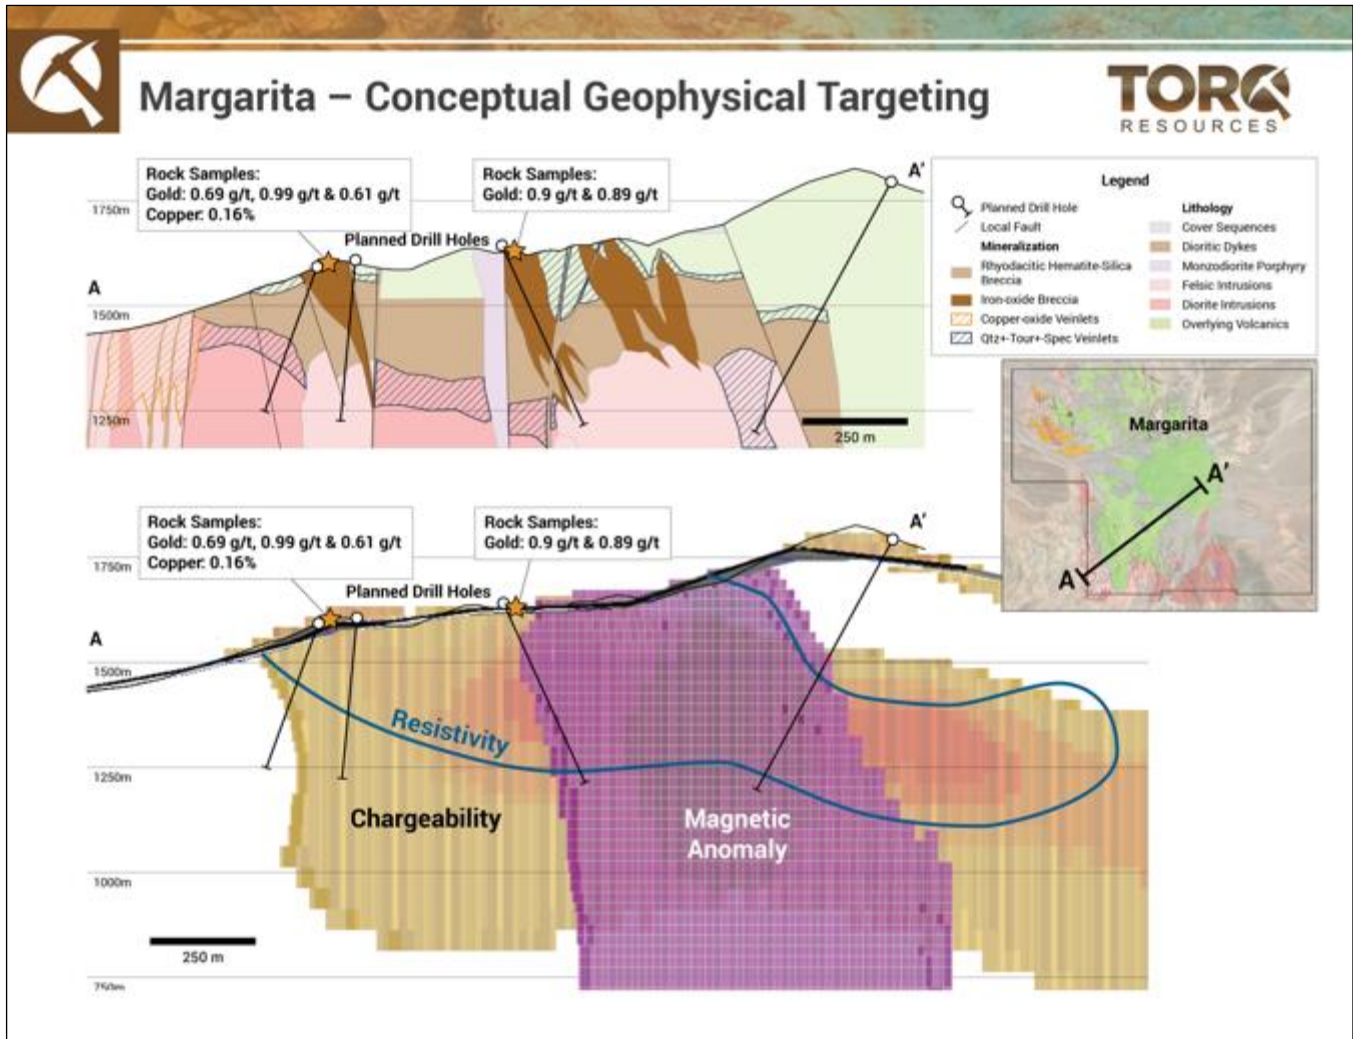 Margarita – Conceptual Geophysical Targeting
TORQ
RESOURCES
Rock Samples:
Gold: 0.69 g/t, 0.99 g/t & 0.61 g/t
Copper: 0.16%
Rock Samples:
Gold: 0.9 g/t & 0.89 g/t
Planned Drill Holes
A
A'
1750m
1500m
1250m
250 m
Legend
Planned Drill Hole
Local Fault
Mineralization
Rhyodacitic Hematite-Silica
Breccia
Iron-oxide Breccia
Copper-oxide Veinlets
Qtz+-Tour+-Spec Veinlets
Lithology
Cover Sequences
Dioritic Dykes
Monzodiorite Porphyry
Felsic Intrusions
Diorite Intrusions
Overlying Volcanics
Margarita
A'
A
Rock Samples:
Gold: 0.69 g/t, 0.99 g/t & 0.61 g/t
Copper: 0.16%
Rock Samples:
Gold: 0.9 g/t & 0.89 g/t
Planned Drill Holes
A
A'
1750m
1500m
1250m
1000m
750m
Resistivity
Chargeability
Magnetic
Anomaly
250 m